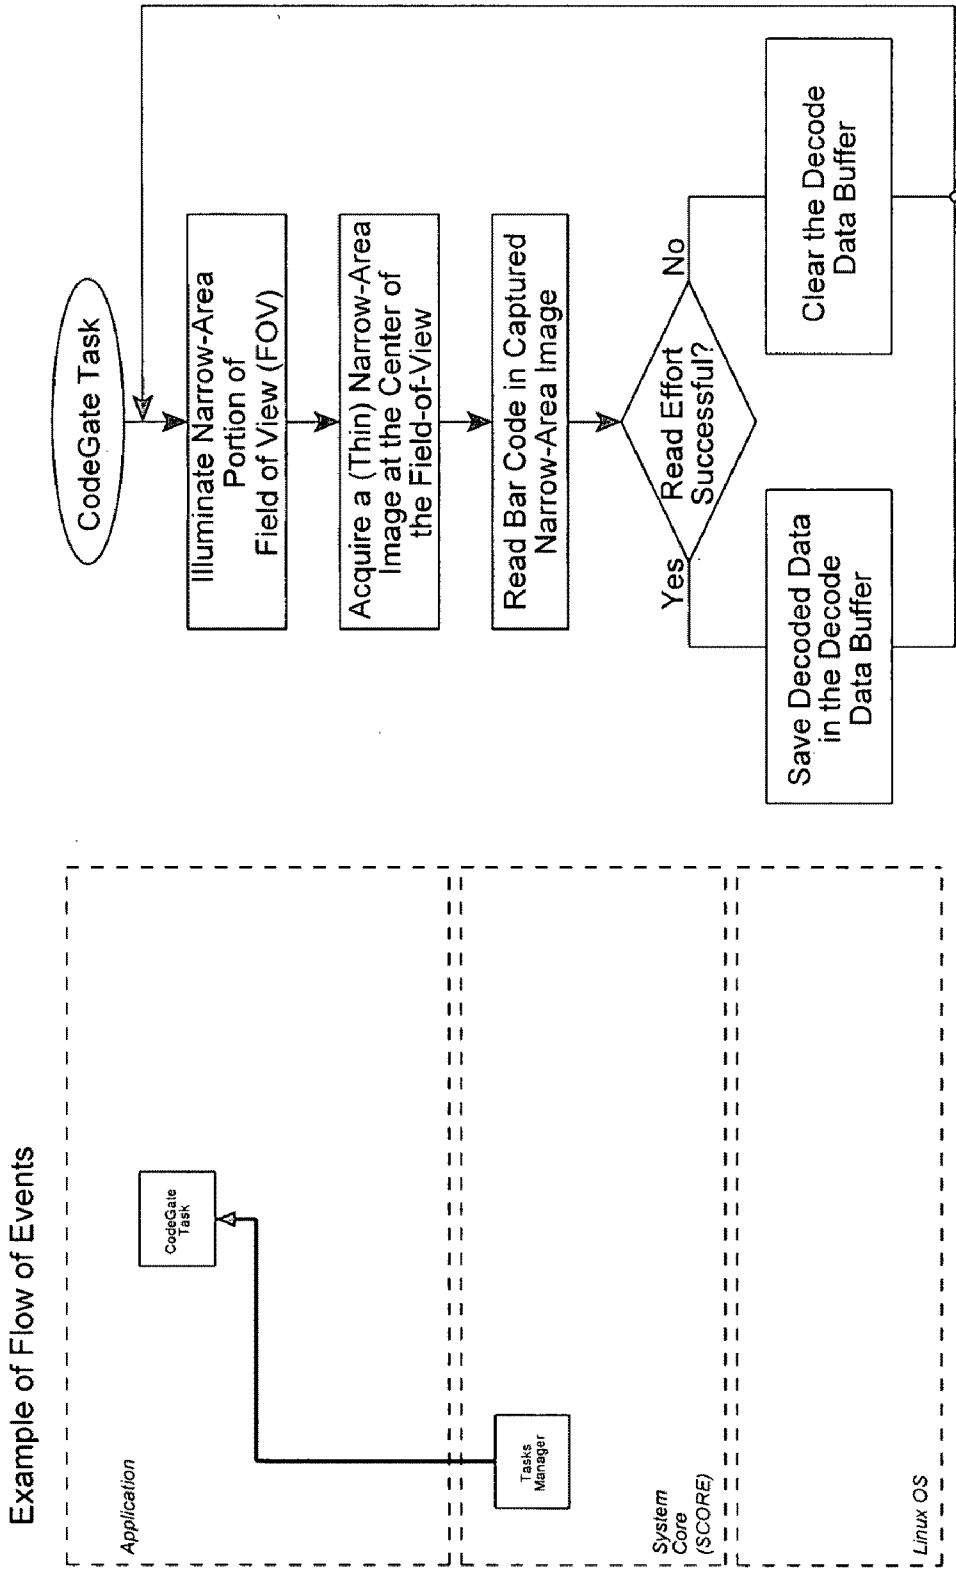 Example of Flow of Events
Application
CodeGate
Task
System
Core
(SCORE)
Tasks
Manager
Linux OS
CodeGate Task
Illuminate Narrow-Area
Portion of
Field of View (FOV)
Acquire a (Thin) Narrow-Area
Image at the Center of
the Field-of-View
Read Bar Code in Captured
Narrow-Area Image
Read Effort
Successful?
Yes
No
Save Decoded Data
in the Decode
Data Buffer
Clear the Decode
Data Buffer